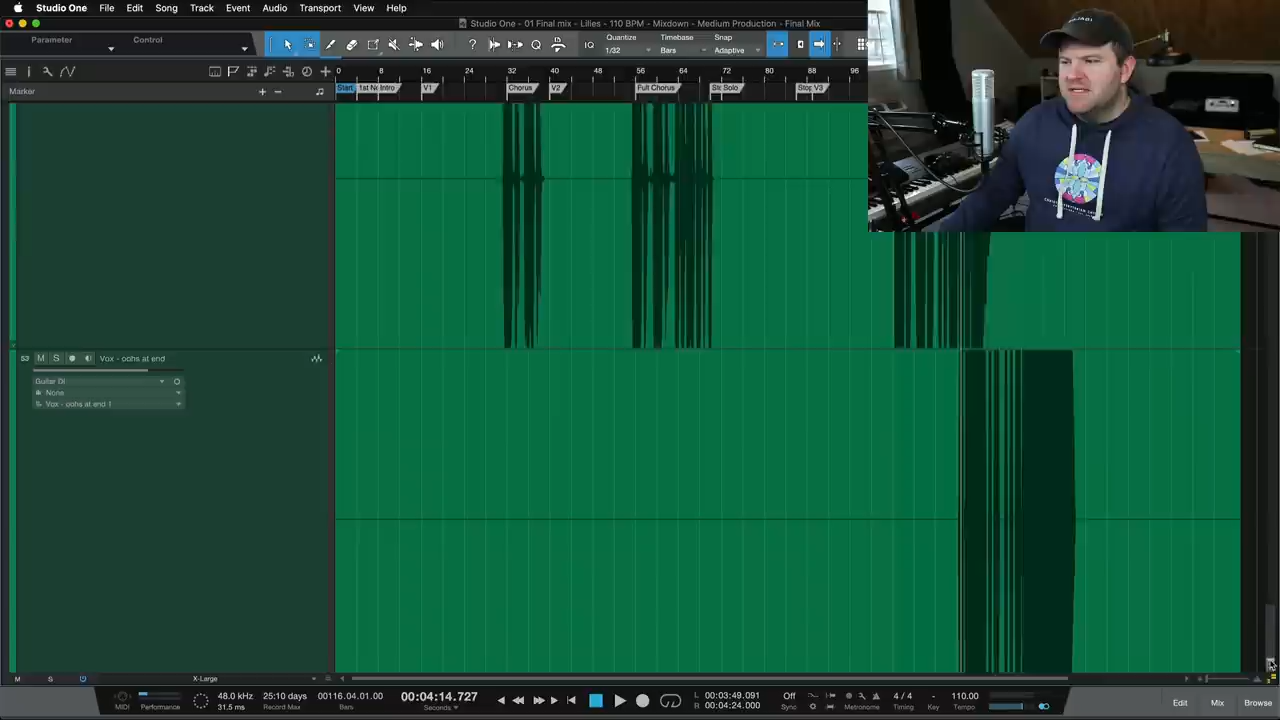 Studio One File Edit Song Track Event Audio Transport View Help
Studio One - 01 Final mix - Lilies - 110 BPM - Mixdown - Medium Production - Final Mix
Parameter Control
IQ Quantize 1/32 Timebase Bars Snap Adaptive
0 8 16 24 32 40 48 56 64 72 80 88 96
Marker
Start 1st No Intro V1 Chorus V2 Full Chorus Solo Stop V3
53 M S Vox - oohs at end
Guitar DI
None
Vox - oohs at end 1
M S X-Large
MIDI Performance
48.0 kHz
31.5 ms
25:10 days
Record Max
00116.04.01.00
Bars
00:04:14.727
Seconds
L 00:03:49.091
R 00:04:24.000
Off
Sync
Metronome
4 / 4
Timing
-
Key
110.00
Tempo
Edit Mix Browse